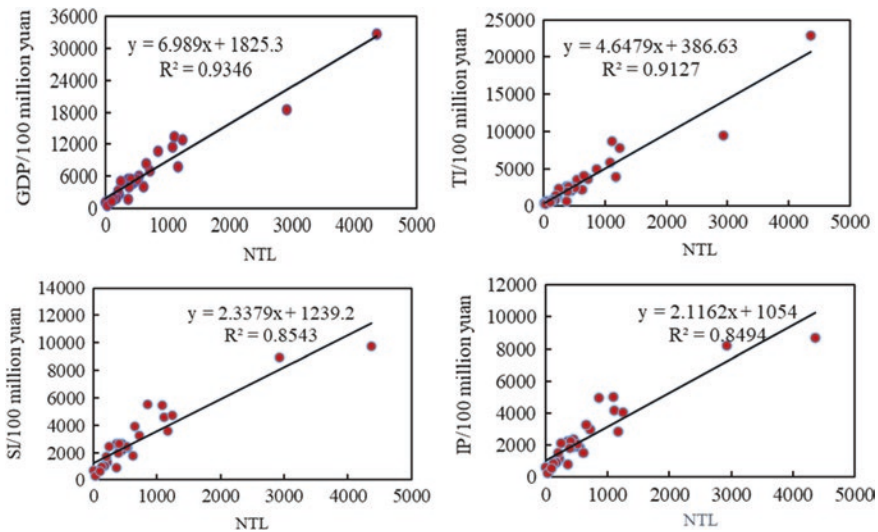 GDP/100 million yuan
36000
30000
24000
18000
12000
6000
0
y = 6.989x + 1825.3
R² = 0.9346
0 1000 2000 3000 4000 5000
NTL
TI/100 million yuan
25000
20000
15000
10000
5000
0
y = 4.6479x + 386.63
R² = 0.9127
0 1000 2000 3000 4000 5000
NTL
SI/100 million yuan
14000
12000
10000
8000
6000
4000
2000
0
y = 2.3379x + 1239.2
R² = 0.8543
0 1000 2000 3000 4000 5000
NTL
IP/100 million yuan
12000
10000
8000
6000
4000
2000
0
y = 2.1162x + 1054
R² = 0.8494
0 1000 2000 3000 4000 5000
NTL